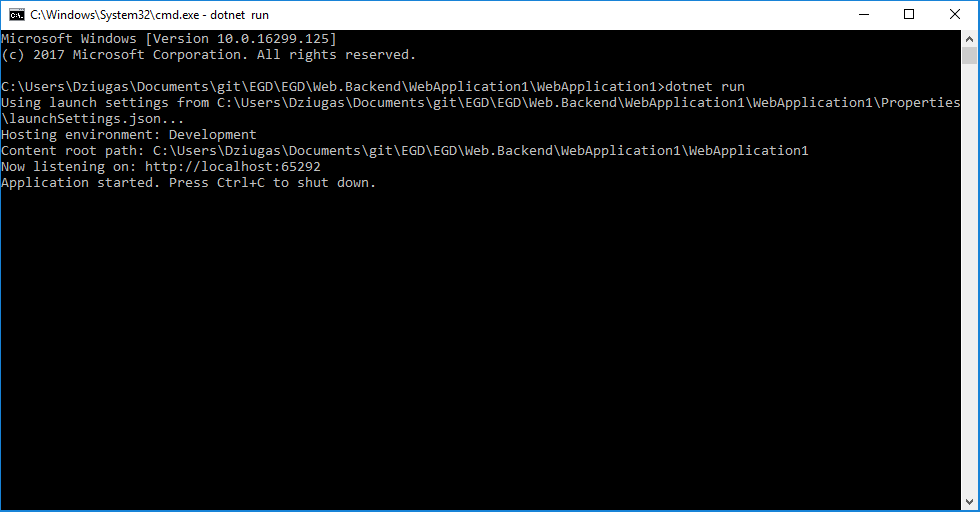 C:\Windows\System32\cmd.exe - dotnet  run
Microsoft Windows [Version 10.0.16299.125]
(c) 2017 Microsoft Corporation. All rights reserved.
C:\Users\Dziugas\Documents\git\EGD\EGD\Web.Backend\WebApplication1\WebApplication1>dotnet run
Using launch settings from C:\Users\Dziugas\Documents\git\EGD\EGD\Web.Backend\WebApplication1\WebApplication1\Properties
\launchSettings.json...
Hosting environment: Development
Content root path: C:\Users\Dziugas\Documents\git\EGD\EGD\Web.Backend\WebApplication1\WebApplication1
Now listening on: http://localhost:65292
Application started. Press Ctrl+C to shut down.